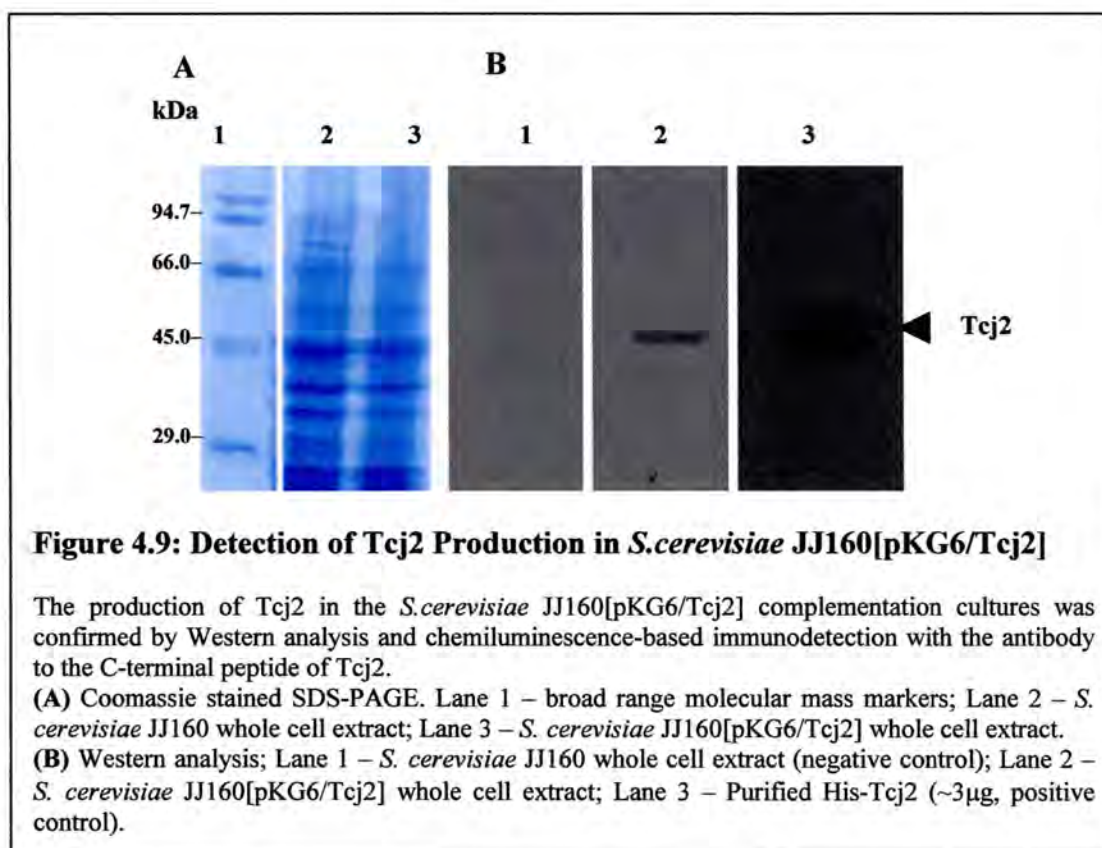 A
B
kDa
1 2 3 1 2 3
94.7–
66.0–
45.0–
29.0–
Tcj2
Figure 4.9: Detection of Tcj2 Production in S.cerevisiae JJ160[pKG6/Tcj2]
The production of Tcj2 in the S.cerevisiae JJ160[pKG6/Tcj2] complementation cultures was
confirmed by Western analysis and chemiluminescence-based immunodetection with the antibody
to the C-terminal peptide of Tcj2.
(A) Coomassie stained SDS-PAGE. Lane 1 – broad range molecular mass markers; Lane 2 – S.
cerevisiae JJ160 whole cell extract; Lane 3 – S. cerevisiae JJ160[pKG6/Tcj2] whole cell extract.
(B) Western analysis; Lane 1 – S. cerevisiae JJ160 whole cell extract (negative control); Lane 2 –
S. cerevisiae JJ160[pKG6/Tcj2] whole cell extract; Lane 3 – Purified His-Tcj2 (~3μg, positive
control).